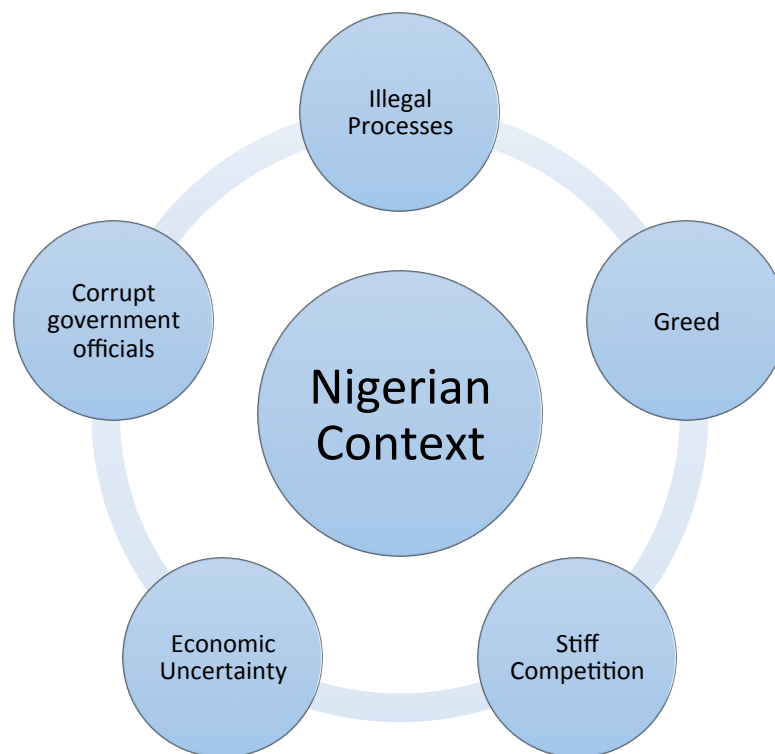 Illegal
Processes
Corrupt
government
officials
Greed
Nigerian
Context
Economic
Uncertainty
Stiff
Competition